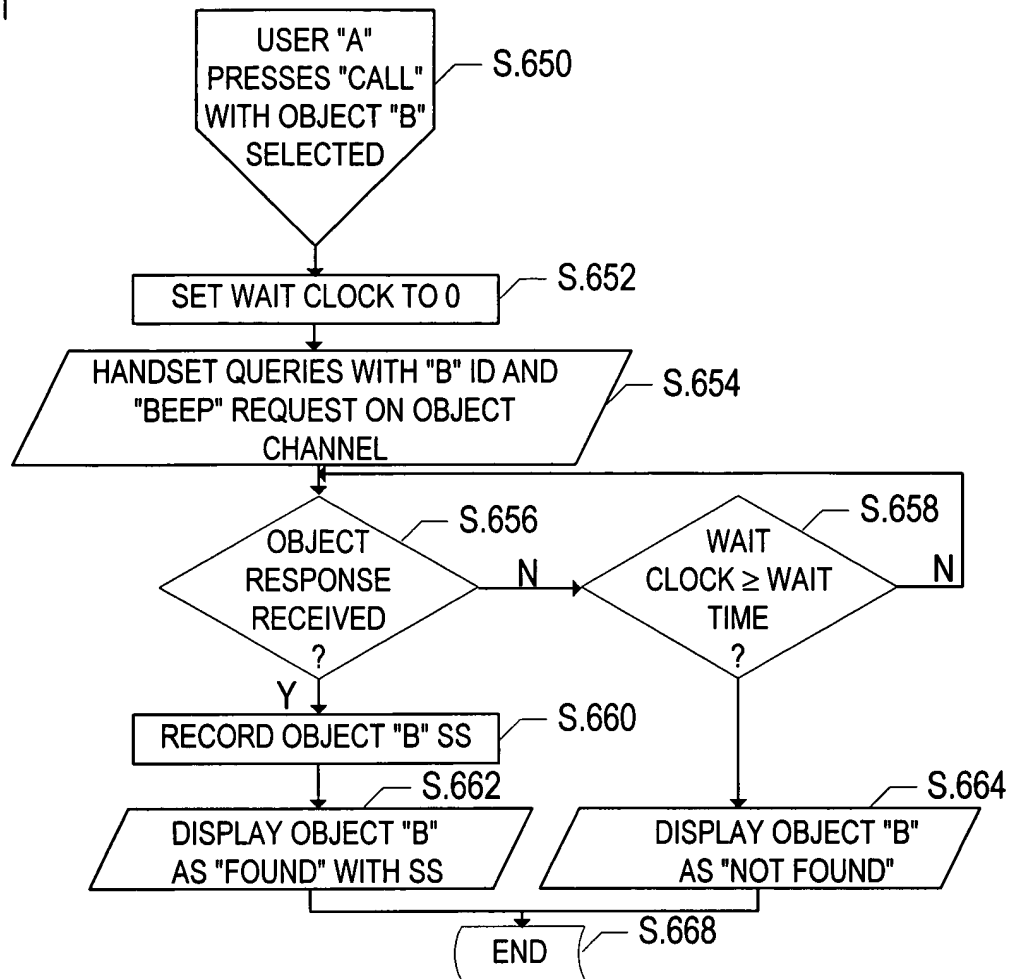 USER "A"
PRESSES "CALL"
WITH OBJECT "B"
SELECTED
S.650
SET WAIT CLOCK TO 0
S.652
HANDSET QUERIES WITH "B" ID AND
"BEEP" REQUEST ON OBJECT
CHANNEL
S.654
OBJECT
RESPONSE
RECEIVED
?
S.656
N
WAIT
CLOCK ≥ WAIT
TIME
?
S.658
N
Y
RECORD OBJECT "B" SS
S.660
DISPLAY OBJECT "B"
AS "FOUND" WITH SS
S.662
DISPLAY OBJECT "B"
AS "NOT FOUND"
S.664
END
S.668